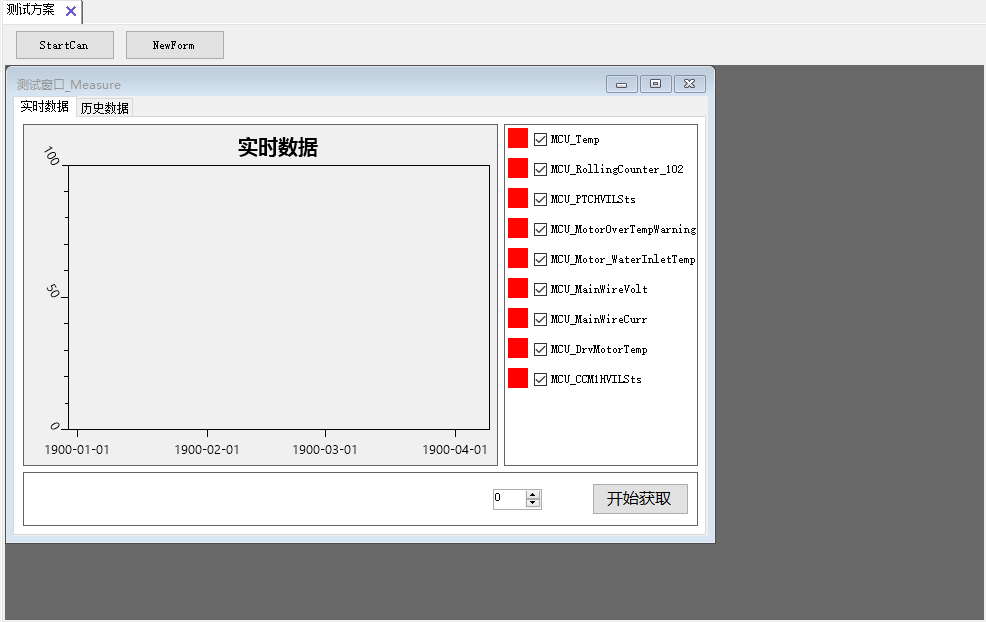 测试方案
StartCan NewForm
测试窗口_Measure
实时数据 历史数据
实时数据
100
50
0
1900-01-01 1900-02-01 1900-03-01 1900-04-01
MCU_Temp
MCU_RollingCounter_102
MCU_PTCHVILSts
MCU_MotorOverTempWarning
MCU_Motor_WaterInletTemp
MCU_MainWireVolt
MCU_MainWireCurr
MCU_DrvMotorTemp
MCU_CCM1HVILSts
0 开始获取